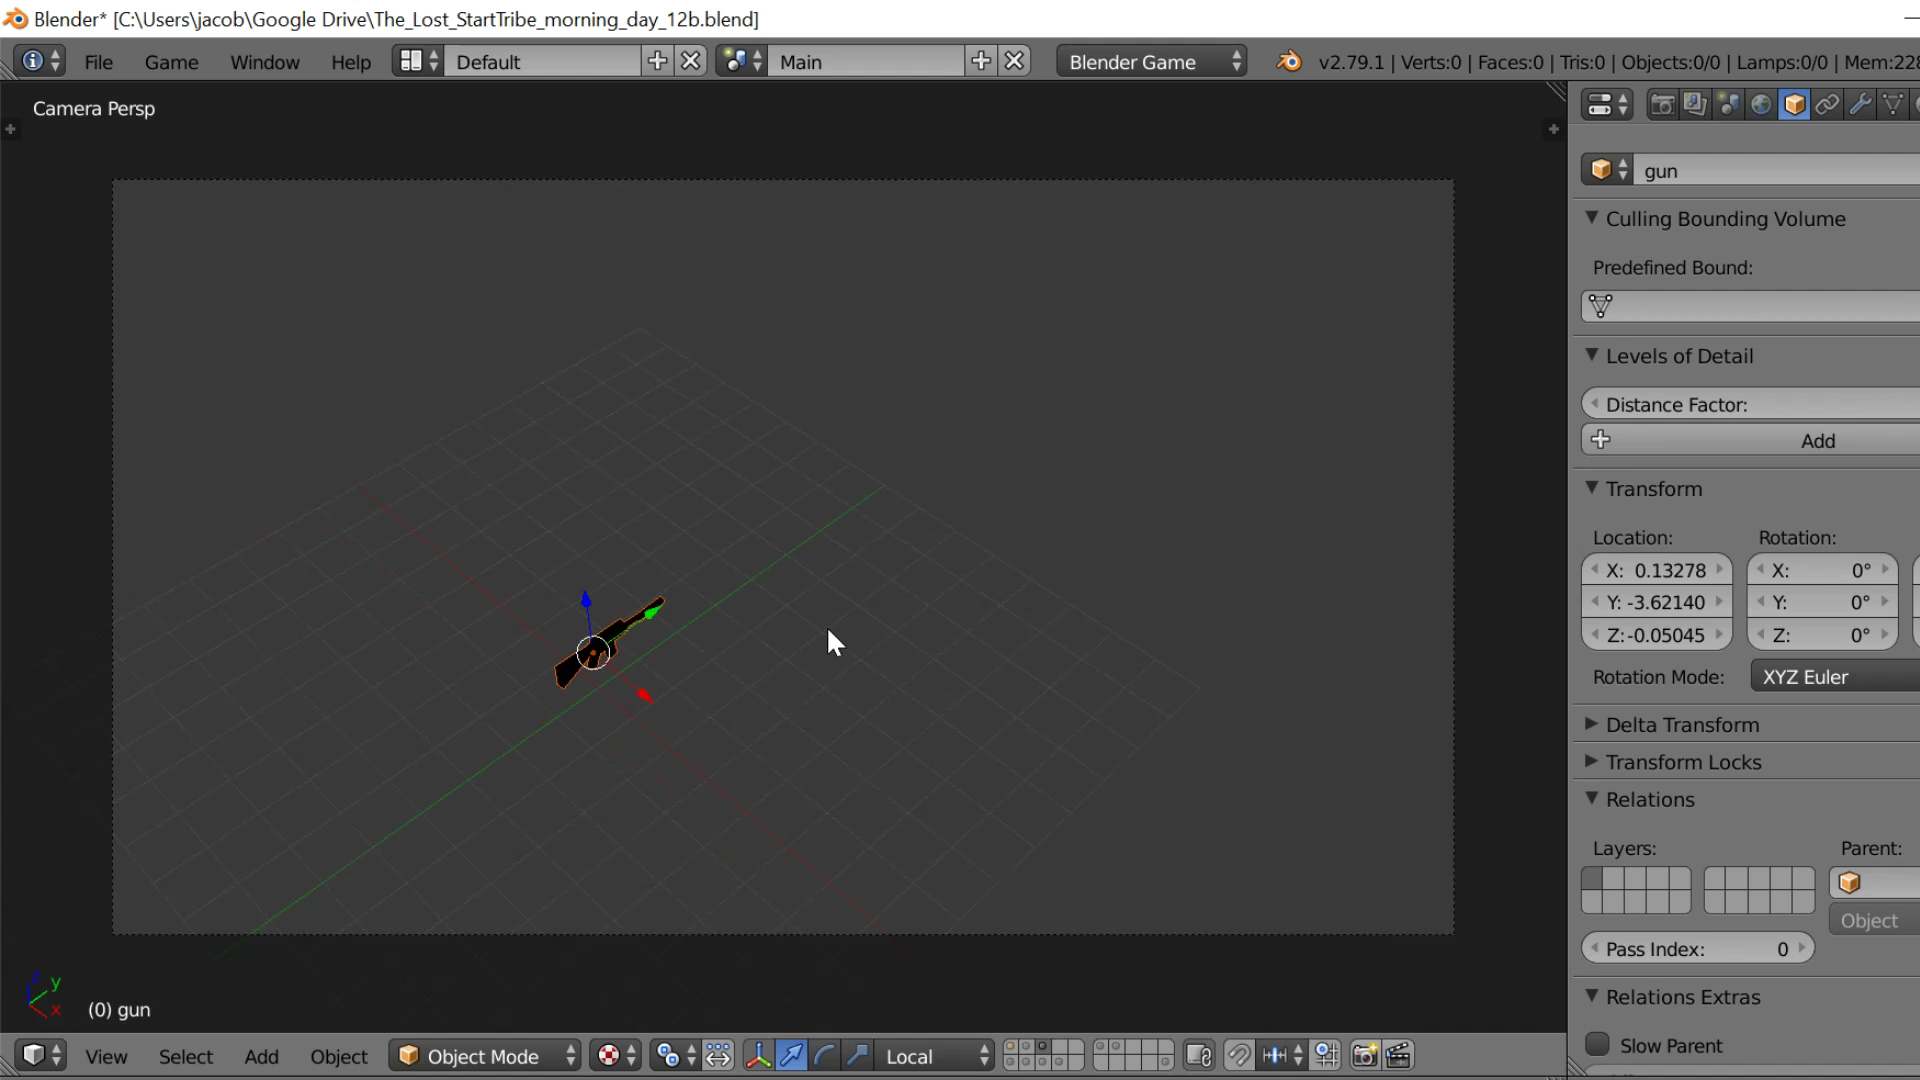 Blender* [C:\Users\jacob\Google Drive\The_Lost_StartTribe_morning_day_12b.blend]
File Game Window Help Default Main Blender Game v2.79.1 | Verts:0 | Faces:0 | Tris:0 | Objects:0/0 | Lamps:0/0 | Mem:228
Camera Persp
gun
Culling Bounding Volume
Predefined Bound:
Levels of Detail
Distance Factor:
Add
Transform
Location: Rotation:
X: 0.13278 X: 0°
Y: -3.62140 Y: 0°
Z:-0.05045 Z: 0°
Rotation Mode: XYZ Euler
Delta Transform
Transform Locks
Relations
Layers: Parent:
Object
Pass Index: 0
Relations Extras
Slow Parent
z
y
x
(0) gun
View Select Add Object Object Mode Local